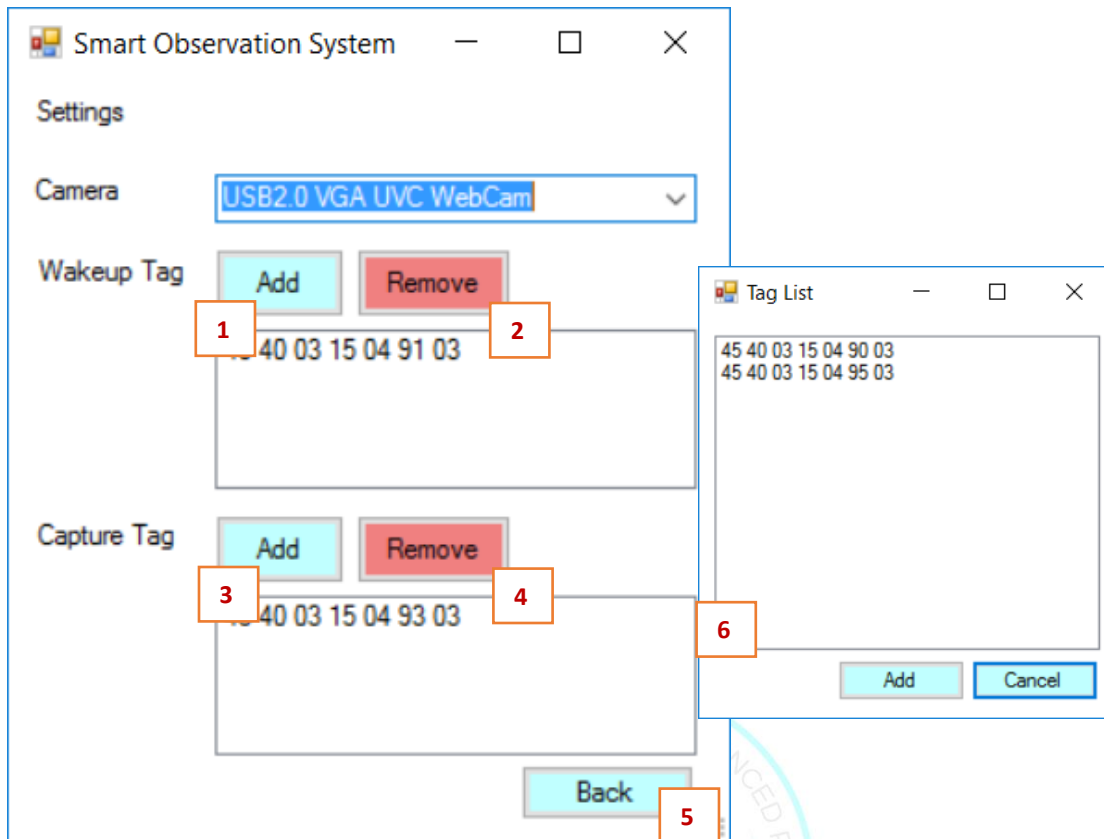 Smart Observation System
Settings
Camera
USB2.0 VGA UVC WebCam
Wakeup Tag
Add
Remove
1
2
40 03 15 04 91 03
Capture Tag
Add
Remove
3
4
40 03 15 04 93 03
Back
5
Tag List
45 40 03 15 04 90 03
45 40 03 15 04 95 03
6
Add
Cancel